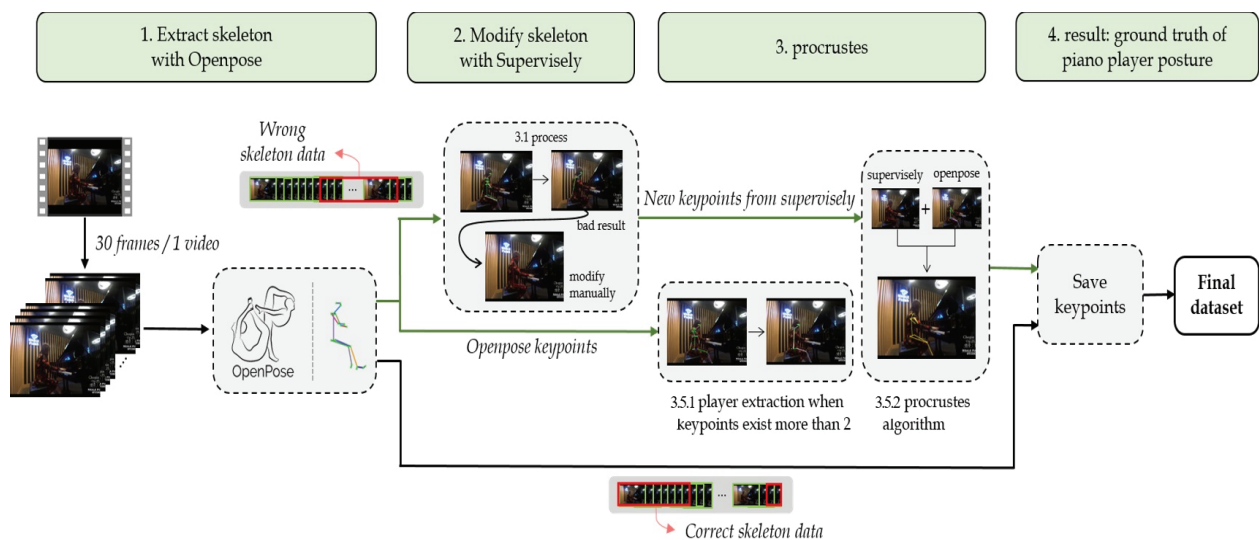 1. Extract skeleton
with Openpose
2. Modify skeleton
with Supervisely
3. procrustes
4. result: ground truth of
piano player posture
Wrong
skeleton data
...
3.1 process
bad result
modify
manually
30 frames / 1 video
OpenPose
New keypoints from supervisely
Openpose keypoints
3.5.1 player extraction when
keypoints exist more than 2
supervisely
openpose
+
3.5.2 procrustes
algorithm
Save
keypoints
Final
dataset
...
Correct skeleton data